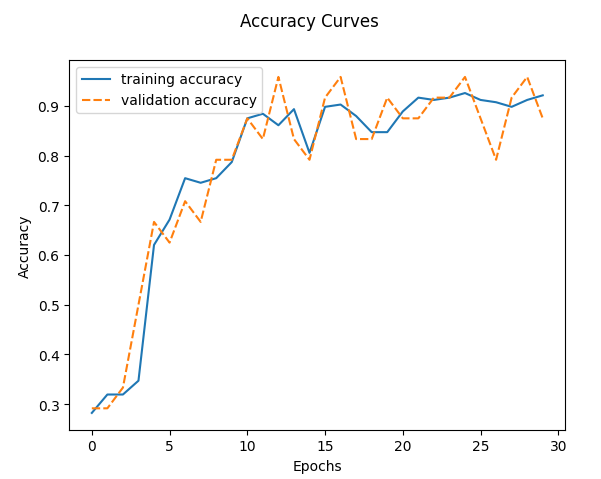 Accuracy Curves
training accuracy
validation accuracy
Accuracy
0.9
0.8
0.7
0.6
0.5
0.4
0.3
0 5 10 15 20 25 30
Epochs